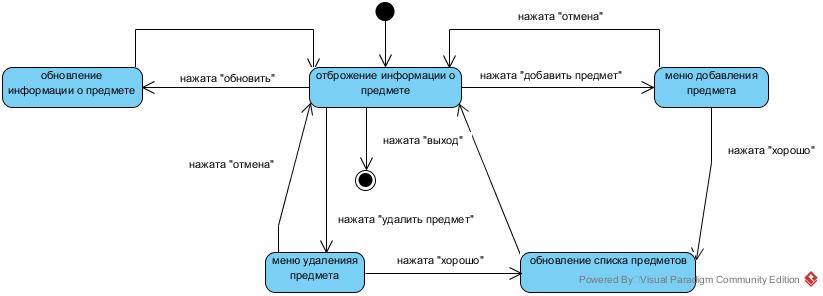 нажата "отмена"
обновление
информации о предмете
нажата "обновить"
отброжение информации о
предмете
нажата "добавить предмет"
меню добавления
предмета
нажата "выход"
нажата "хорошо"
нажата "отмена"
нажата "удалить предмет"
меню удаленияя
предмета
нажата "хорошо"
обновление списка предметов
Powered By Visual Paradigm Community Edition